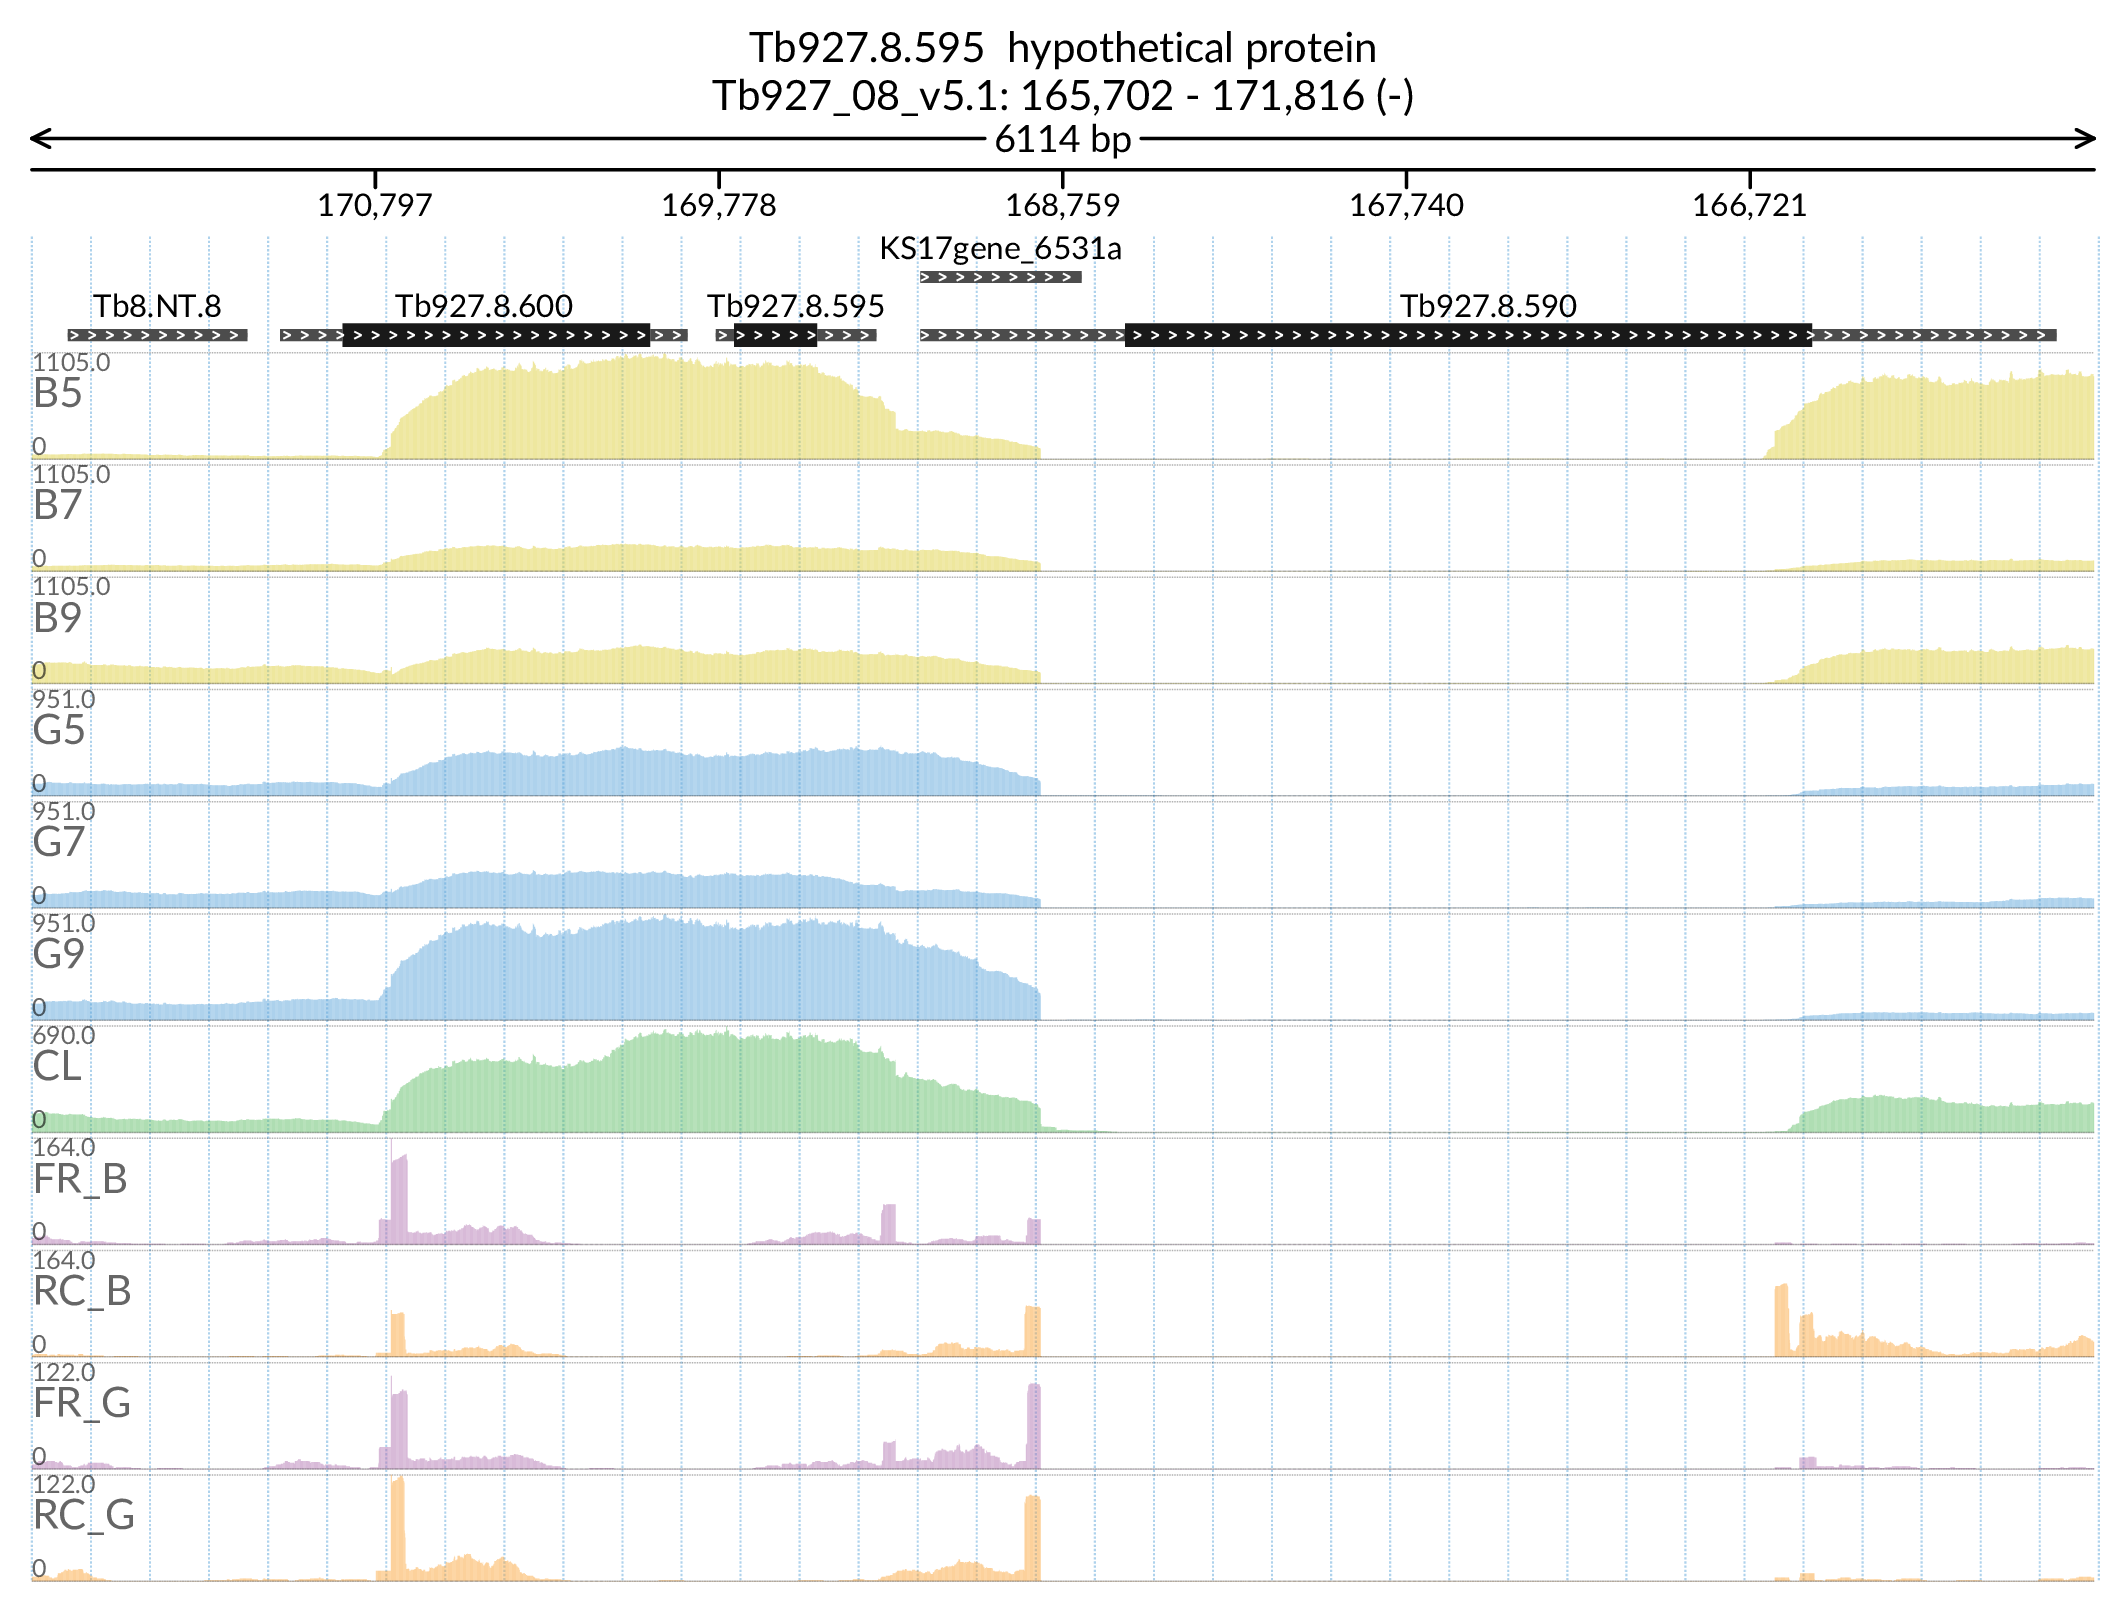 Tb927.8.595  hypothetical protein
Tb927_08_v5.1: 165,702 - 171,816 (-)
6114 bp
170,797 169,778 168,759 167,740 166,721
KS17gene_6531a
Tb8.NT.8 Tb927.8.600 Tb927.8.595 Tb927.8.590
1105.0
B5
0
1105.0
B7
0
1105.0
B9
0
951.0
G5
0
951.0
G7
0
951.0
G9
0
690.0
CL
0
164.0
FR_B
0
164.0
RC_B
0
122.0
FR_G
0
122.0
RC_G
0